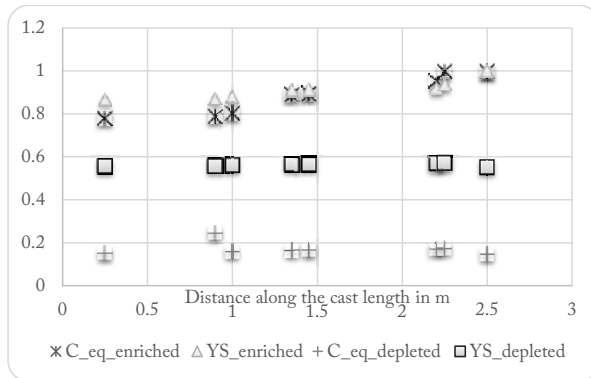 1.2
1
0.8
0.6
0.4
0.2
0
0 0.5 1 1.5 2 2.5 3
Distance along the cast length in m
C_eq_enriched YS_enriched C_eq_depleted YS_depleted